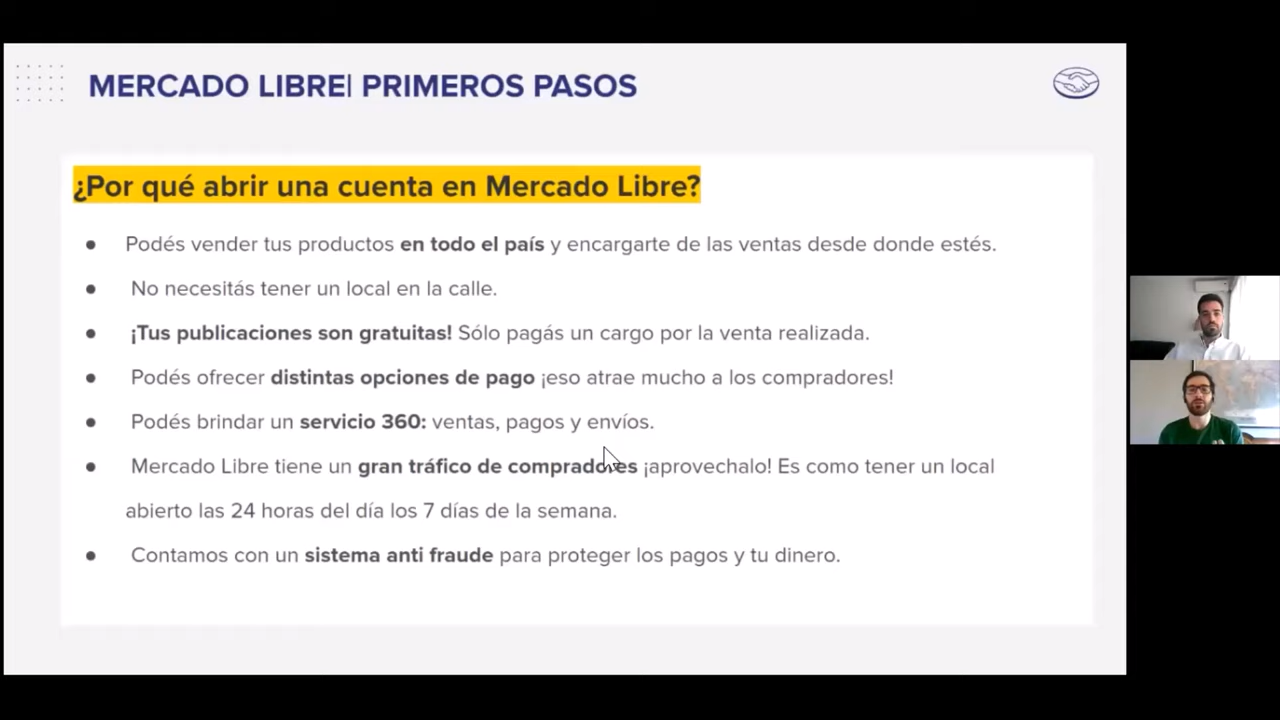 MERCADO LIBRE| PRIMEROS PASOS
¿Por qué abrir una cuenta en Mercado Libre?
● Podés vender tus productos en todo el país y encargarte de las ventas desde donde estés.
● No necesitás tener un local en la calle.
● ¡Tus publicaciones son gratuitas! Sólo pagás un cargo por la venta realizada.
● Podés ofrecer distintas opciones de pago ¡eso atrae mucho a los compradores!
● Podés brindar un servicio 360: ventas, pagos y envíos.
● Mercado Libre tiene un gran tráfico de compradores ¡aprovechalo! Es como tener un local
abierto las 24 horas del día los 7 días de la semana.
● Contamos con un sistema anti fraude para proteger los pagos y tu dinero.